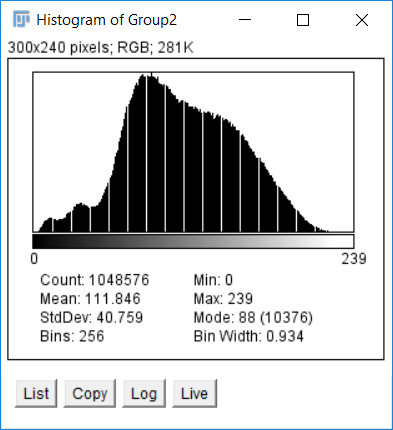 Histogram of Group2
300x240 pixels; RGB; 281K
0 239
Count: 1048576 Min: 0
Mean: 111.846 Max: 239
StdDev: 40.759 Mode: 88 (10376)
Bins: 256 Bin Width: 0.934
List Copy Log Live